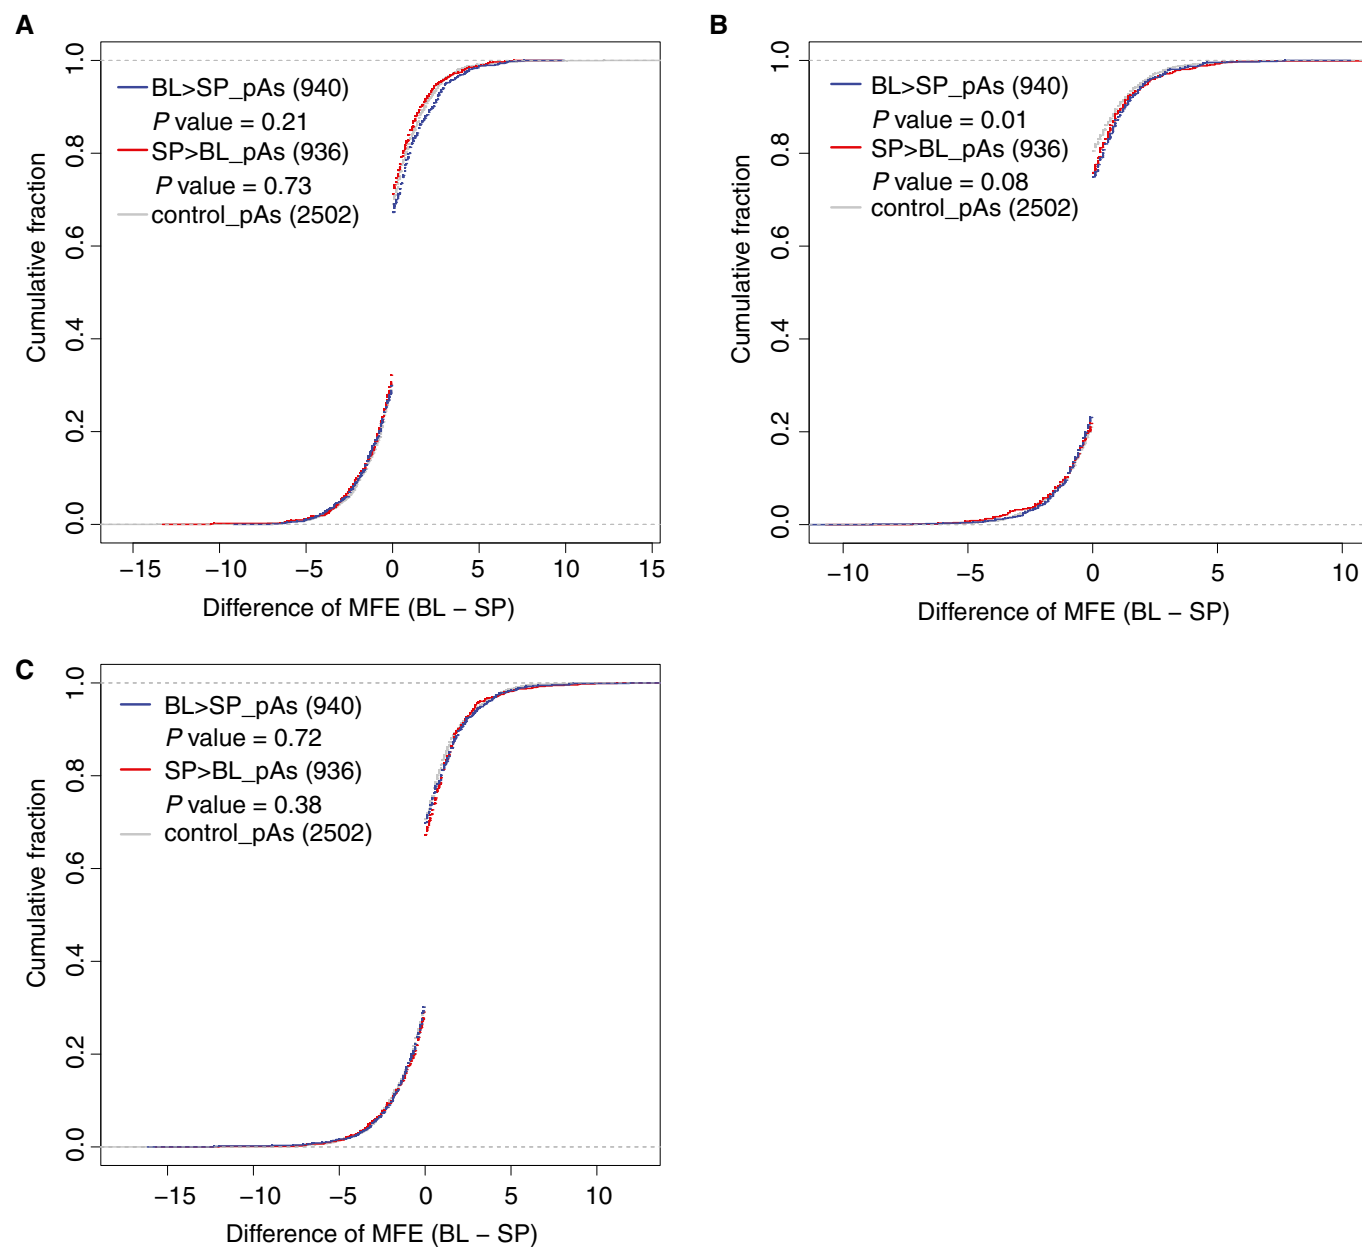 A
1.0
0.8
0.6
0.4
0.2
0.0
Cumulative fraction
BL>SP_pAs (940)
P value = 0.21
SP>BL_pAs (936)
P value = 0.73
control_pAs (2502)
−15 −10 −5 0 5 10 15
Difference of MFE (BL − SP)
B
1.0
0.8
0.6
0.4
0.2
0.0
Cumulative fraction
BL>SP_pAs (940)
P value = 0.01
SP>BL_pAs (936)
P value = 0.08
control_pAs (2502)
−10 −5 0 5 10
Difference of MFE (BL − SP)
C
1.0
0.8
0.6
0.4
0.2
0.0
Cumulative fraction
BL>SP_pAs (940)
P value = 0.72
SP>BL_pAs (936)
P value = 0.38
control_pAs (2502)
−15 −10 −5 0 5 10
Difference of MFE (BL − SP)